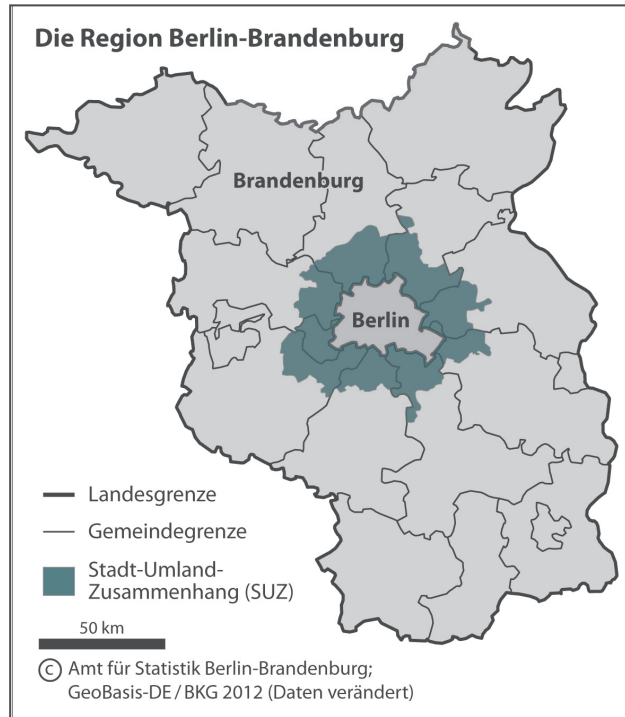 Die Region Berlin-Brandenburg
Brandenburg
Berlin
Landesgrenze
Gemeindegrenze
Stadt-Umland-
Zusammenhang (SUZ)
50 km
© Amt für Statistik Berlin-Brandenburg;
GeoBasis-DE / BKG 2012 (Daten verändert)